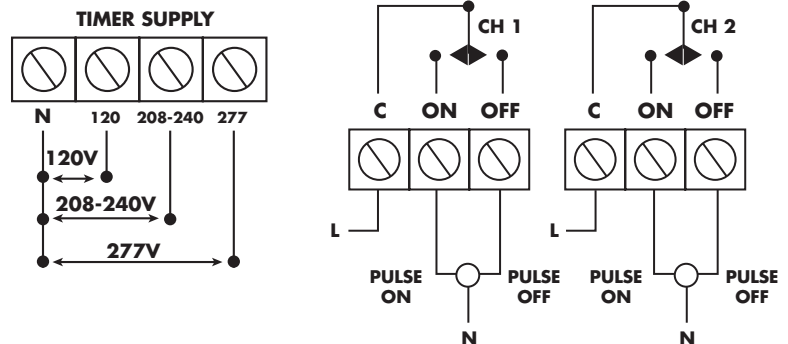 TIMER SUPPLY
N 120 208-240 277
120V
208-240V
277V
CH 1
C ON OFF
L
PULSE ON
PULSE OFF
N
CH 2
C ON OFF
L
PULSE ON
PULSE OFF
N